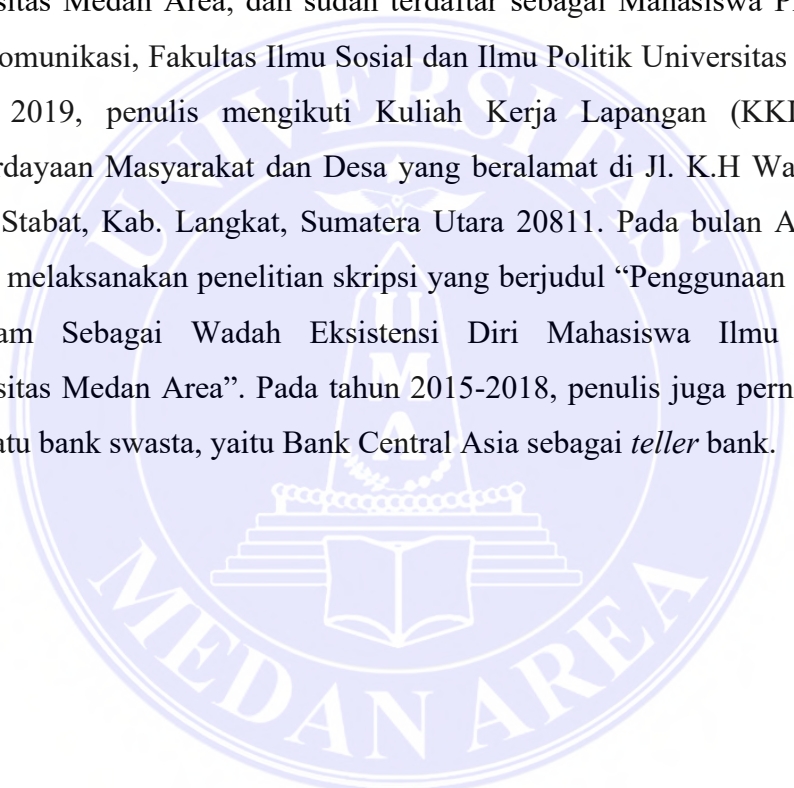 sitas Medan Area, dan sudah terdaftar sebagai Mahasiswa P
omunikasi, Fakultas Ilmu Sosial dan Ilmu Politik Universitas
2019, penulis mengikuti Kuliah Kerja Lapangan (KKL
rdayaan Masyarakat dan Desa yang beralamat di Jl. K.H Wa
Stabat, Kab. Langkat, Sumatera Utara 20811. Pada bulan A
melaksanakan penelitian skripsi yang berjudul “Penggunaan
am Sebagai Wadah Eksistensi Diri Mahasiswa Ilmu
sitas Medan Area”. Pada tahun 2015-2018, penulis juga pern
atu bank swasta, yaitu Bank Central Asia sebagai teller bank.
UNIVERSITAS
UMA
MEDAN AREA